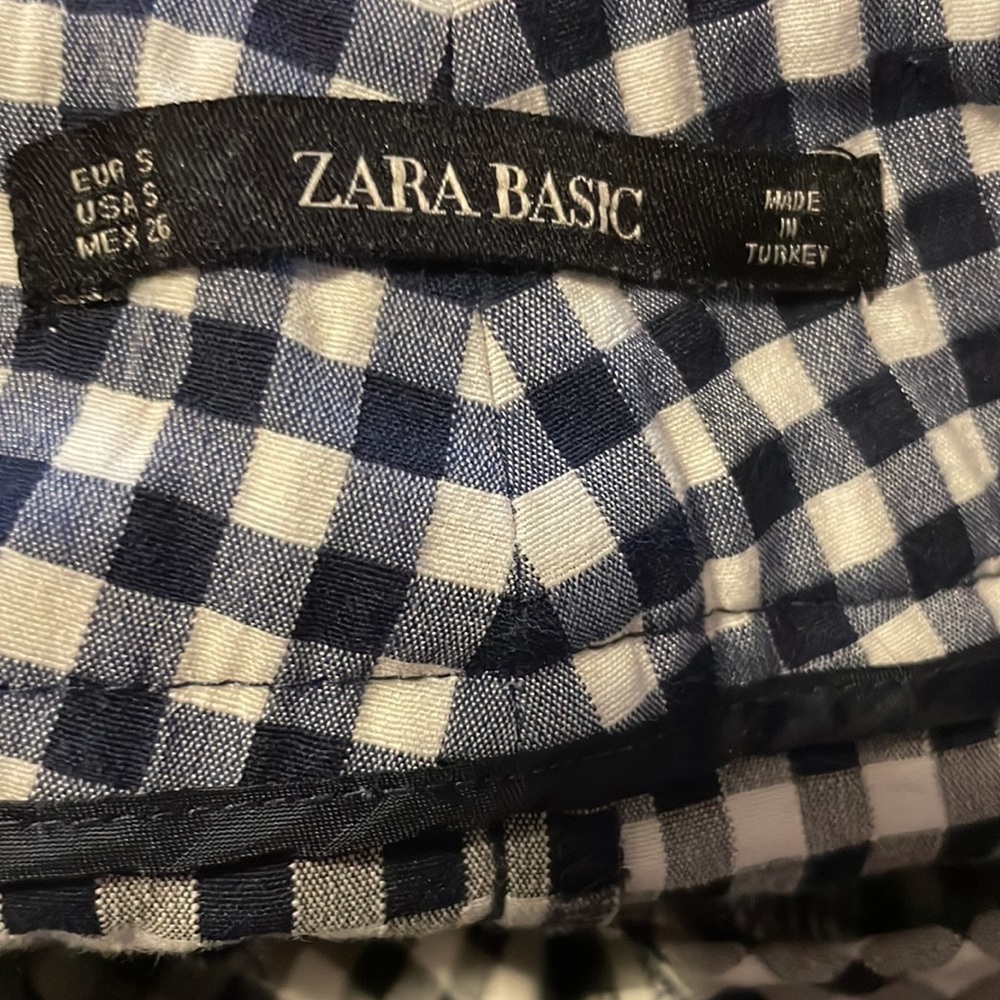 EUR S
USA S
MEX 26
ZARA BASIC
MADE
IN
TURKEY